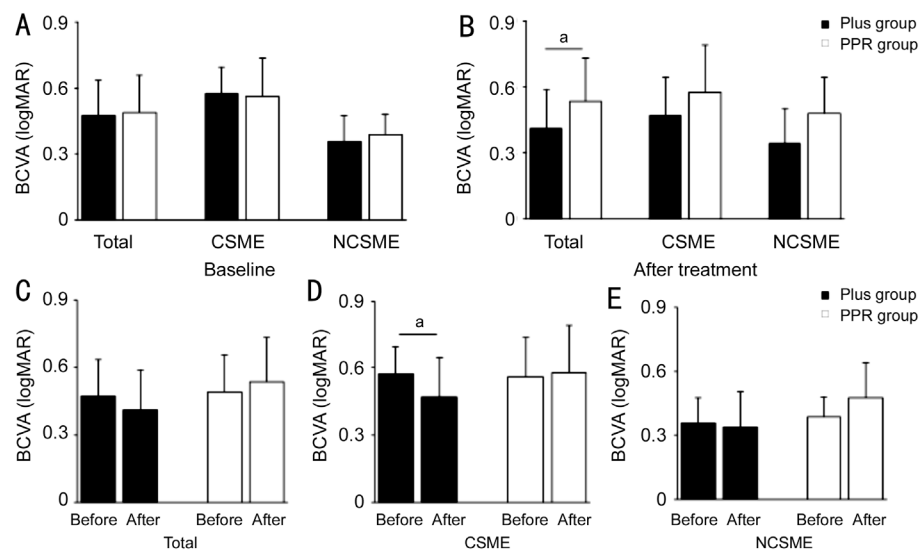 A
BCVA (logMAR)
0.9
0.6
0.3
0
Total CSME NCSME
Baseline
B
BCVA (logMAR)
0.9
0.6
0.3
0
a
Total CSME NCSME
After treatment
Plus group
PPR group
C
BCVA (logMAR)
0.9
0.6
0.3
0
Before After Before After
Total
D
BCVA (logMAR)
0.9
0.6
0.3
0
a
Before After Before After
CSME
E
BCVA (logMAR)
0.9
0.6
0.3
0
Before After Before After
NCSME
Plus group
PPR group